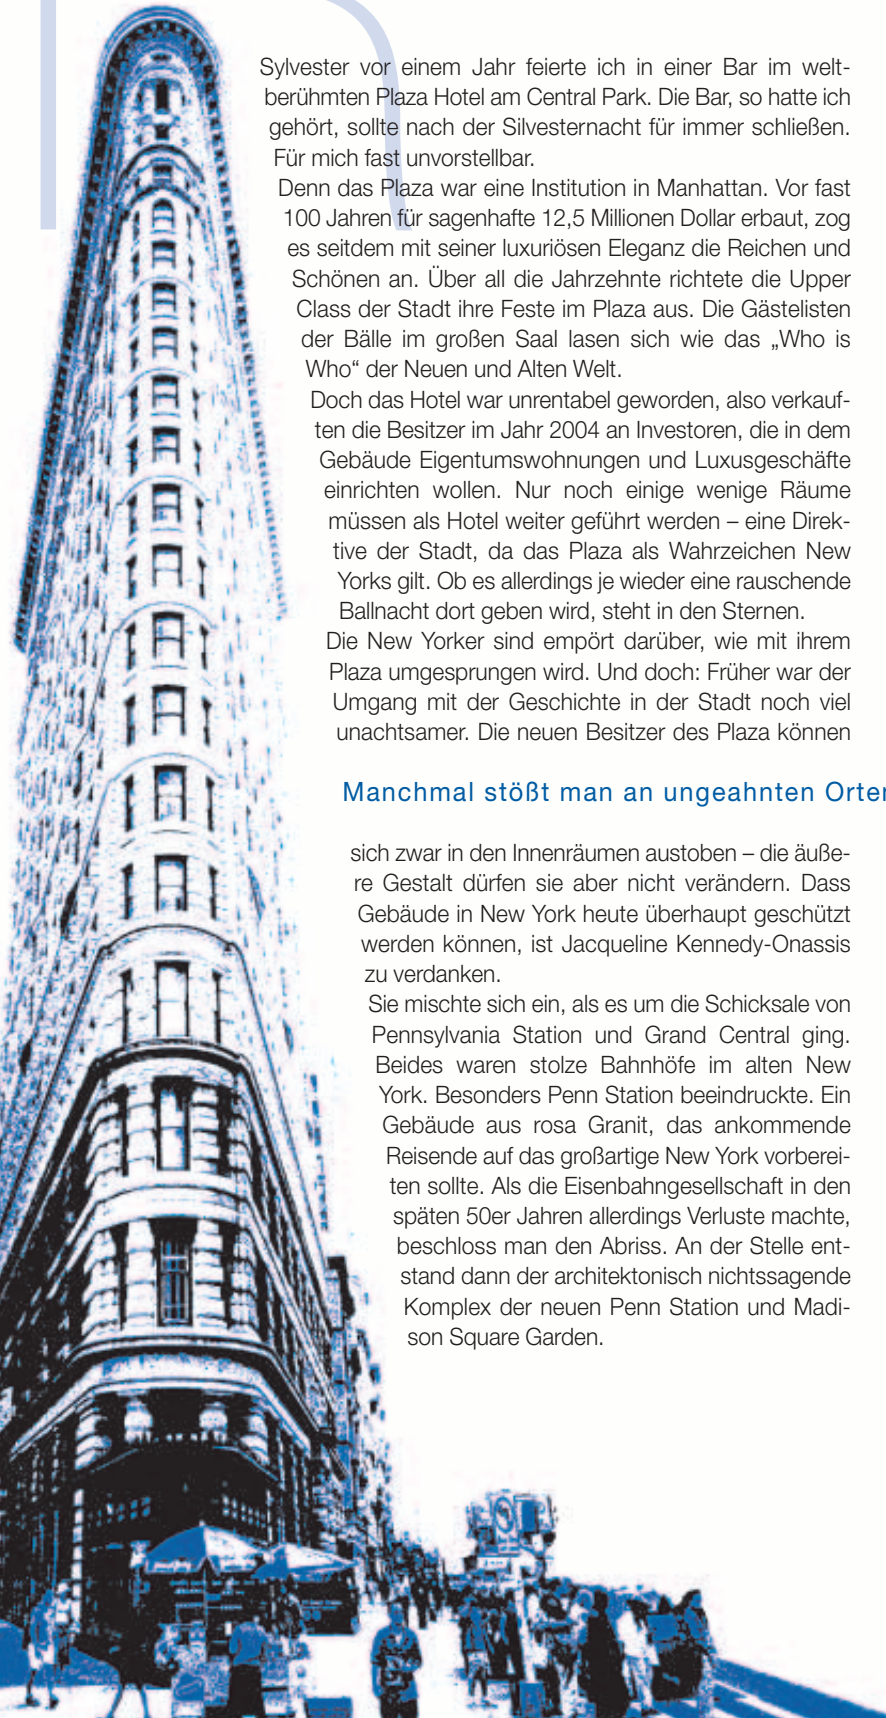 Sylvester vor einem Jahr feierte ich in einer Bar im welt-
berühmten Plaza Hotel am Central Park. Die Bar, so hatte ich
gehört, sollte nach der Silvesternacht für immer schließen.
Für mich fast unvorstellbar.
Denn das Plaza war eine Institution in Manhattan. Vor fast
100 Jahren für sagenhafte 12,5 Millionen Dollar erbaut, zog
es seitdem mit seiner luxuriösen Eleganz die Reichen und
Schönen an. Über all die Jahrzehnte richtete die Upper
Class der Stadt ihre Feste im Plaza aus. Die Gästelisten
der Bälle im großen Saal lasen sich wie das „Who is
Who“ der Neuen und Alten Welt.
Doch das Hotel war unrentabel geworden, also verkauf-
ten die Besitzer im Jahr 2004 an Investoren, die in dem
Gebäude Eigentumswohnungen und Luxusgeschäfte
einrichten wollen. Nur noch einige wenige Räume
müssen als Hotel weiter geführt werden – eine Direk-
tive der Stadt, da das Plaza als Wahrzeichen New
Yorks gilt. Ob es allerdings je wieder eine rauschende
Ballnacht dort geben wird, steht in den Sternen.
Die New Yorker sind empört darüber, wie mit ihrem
Plaza umgesprungen wird. Und doch: Früher war der
Umgang mit der Geschichte in der Stadt noch viel
unachtsamer. Die neuen Besitzer des Plaza können
Manchmal stößt man an ungeahnten Orten
sich zwar in den Innenräumen austoben – die äuße-
re Gestalt dürfen sie aber nicht verändern. Dass
Gebäude in New York heute überhaupt geschützt
werden können, ist Jacqueline Kennedy-Onassis
zu verdanken.
Sie mischte sich ein, als es um die Schicksale von
Pennsylvania Station und Grand Central ging.
Beides waren stolze Bahnhöfe im alten New
York. Besonders Penn Station beeindruckte. Ein
Gebäude aus rosa Granit, das ankommende
Reisende auf das großartige New York vorberei-
ten sollte. Als die Eisenbahngesellschaft in den
späten 50er Jahren allerdings Verluste machte,
beschloss man den Abriss. An der Stelle ent-
stand dann der architektonisch nichtssagende
Komplex der neuen Penn Station und Madi-
son Square Garden.